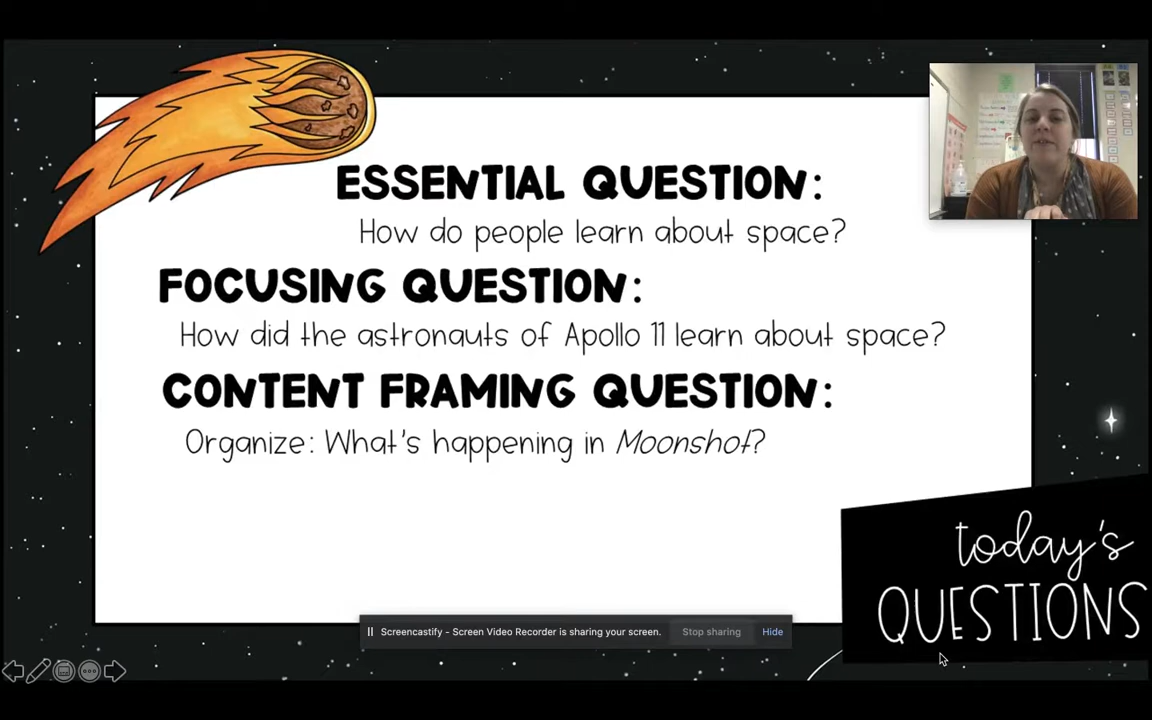 ESSENTIAL QUESTION:
How do people learn about space?
FOCUSING QUESTION:
How did the astronauts of Apollo 11 learn about space?
CONTENT FRAMING QUESTION:
Organize: What's happening in Moonshot?
today's
QUESTIONS
Screencastify - Screen Video Recorder is sharing your screen. Stop sharing Hide